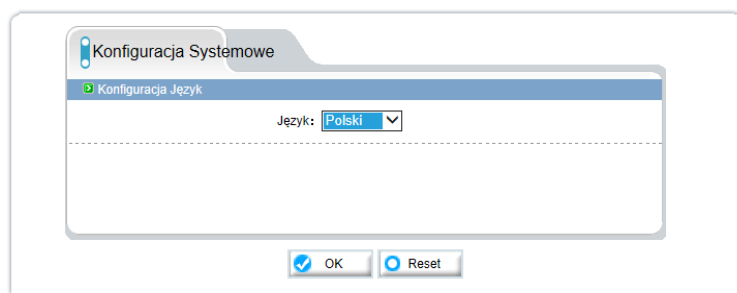 Konfiguracja Systemowe
Konfiguracja Język
Język: Polski
OK Reset